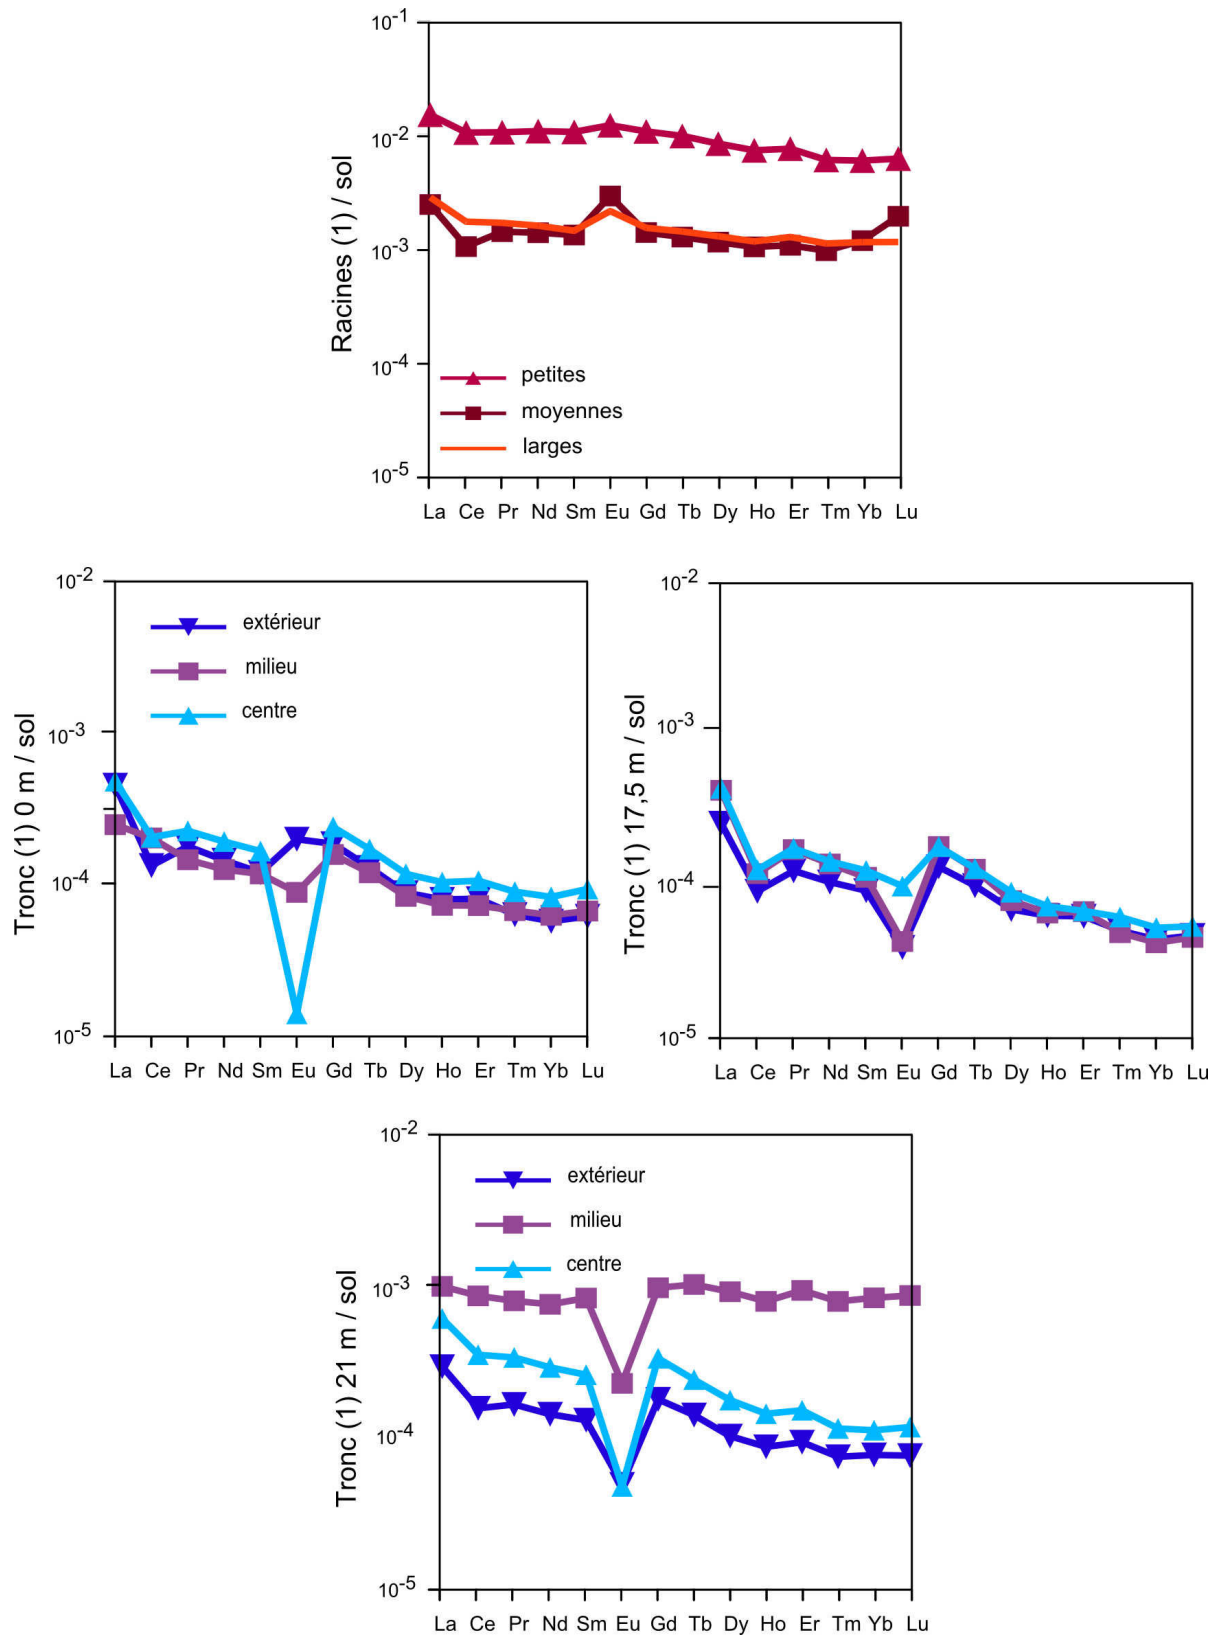 10-1
10-2
10-3
10-4
10-5
Racines (1) / sol
petites
moyennes
larges
La Ce Pr Nd Sm Eu Gd Tb Dy Ho Er Tm Yb Lu
10-2
10-3
10-4
10-5
Tronc (1) 0 m / sol
extérieur
milieu
centre
La Ce Pr Nd Sm Eu Gd Tb Dy Ho Er Tm Yb Lu
10-2
10-3
10-4
10-5
Tronc (1) 17,5 m / sol
La Ce Pr Nd Sm Eu Gd Tb Dy Ho Er Tm Yb Lu
10-2
10-3
10-4
10-5
Tronc (1) 21 m / sol
extérieur
milieu
centre
La Ce Pr Nd Sm Eu Gd Tb Dy Ho Er Tm Yb Lu